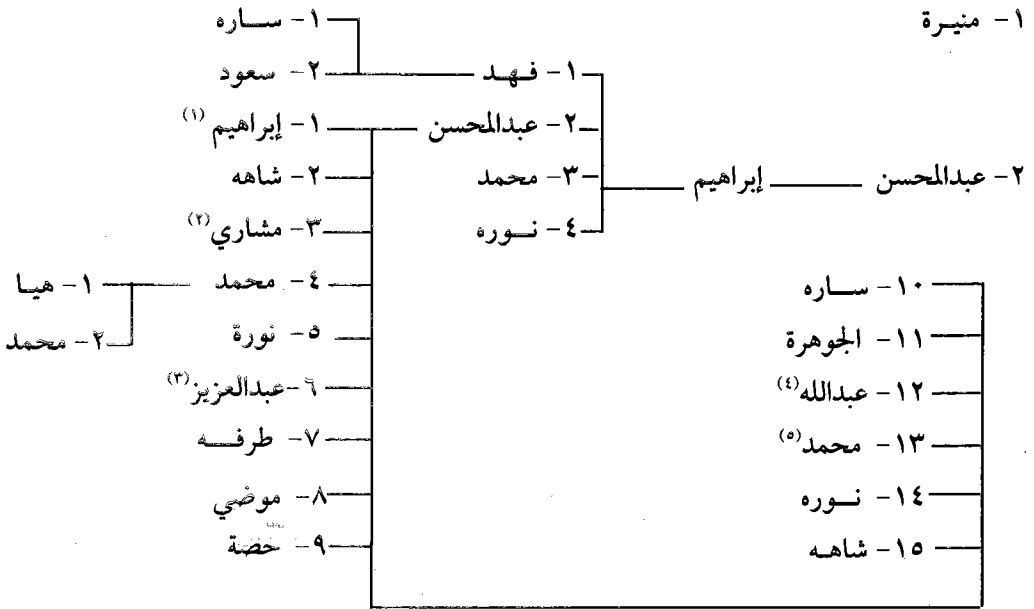 ١- منيرة
٢- عبدالمحسن
إبراهيم
١- فهد
٢- عبدالمحسن
٣- محمد
٤- نوره
١- ساره
٢- سعود
١- إبراهيم (١)
٢- شاهه
٣- مشاري (٢)
٤- محمد
٥- نورة
٦- عبدالعزيز (٣)
٧- طرفه
٨- موضي
٩- حصة
١- هيا
٢- محمد
١٠- ساره
١١- الجوهرة
١٢- عبدالله (٤)
١٣- محمد (٥)
١٤- نوره
١٥- شاهه